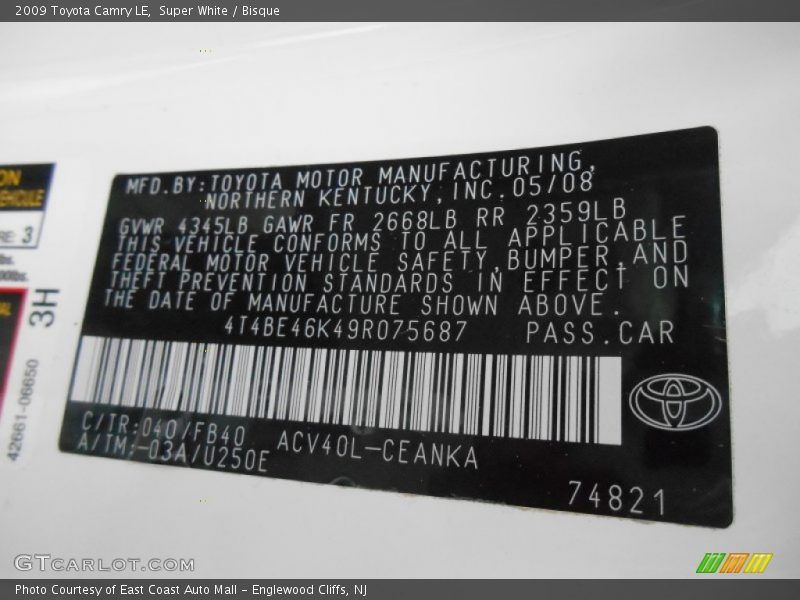 2009 Toyota Camry LE,  Super White / Bisque
MFD.BY:TOYOTA MOTOR MANUFACTURING,
NORTHERN KENTUCKY,INC.05/08
GVWR 4345LB GAWR FR 2668LB RR 2359LB
THIS VEHICLE CONFORMS TO ALL APPLICABLE
FEDERAL MOTOR VEHICLE SAFETY,BUMPER,AND
THEFT PREVENTION STANDARDS IN EFFECT ON
THE DATE OF MANUFACTURE SHOWN ABOVE.
4T4BE46K49R075687 PASS.CAR
C/TR:040/FB40
A/TM:-03A/U250E
ACV40L-CEANKA
74821
VEHICLE
3
3H
42661-06650
GTCARLOT.COM
Photo Courtesy of East Coast Auto Mall - Englewood Cliffs, NJ